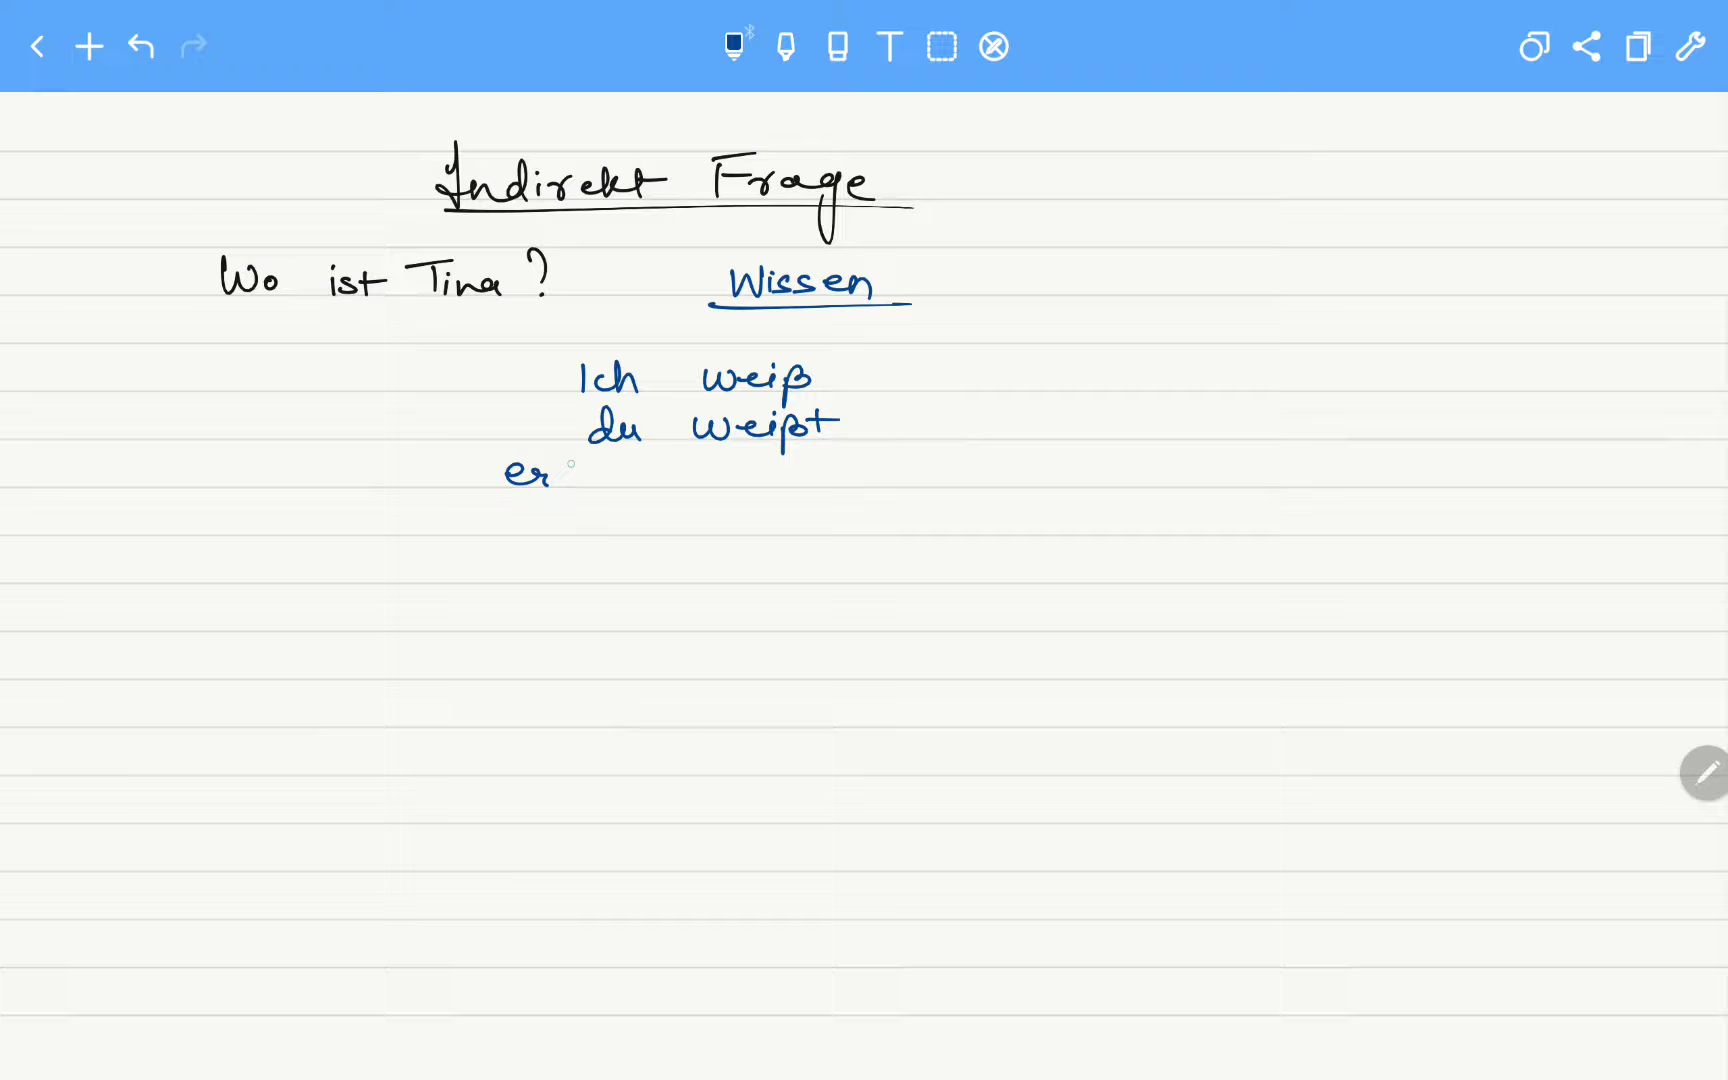 Indirekt Frage
Wo ist Tina? Wissen
Ich weiß
du weißt
er